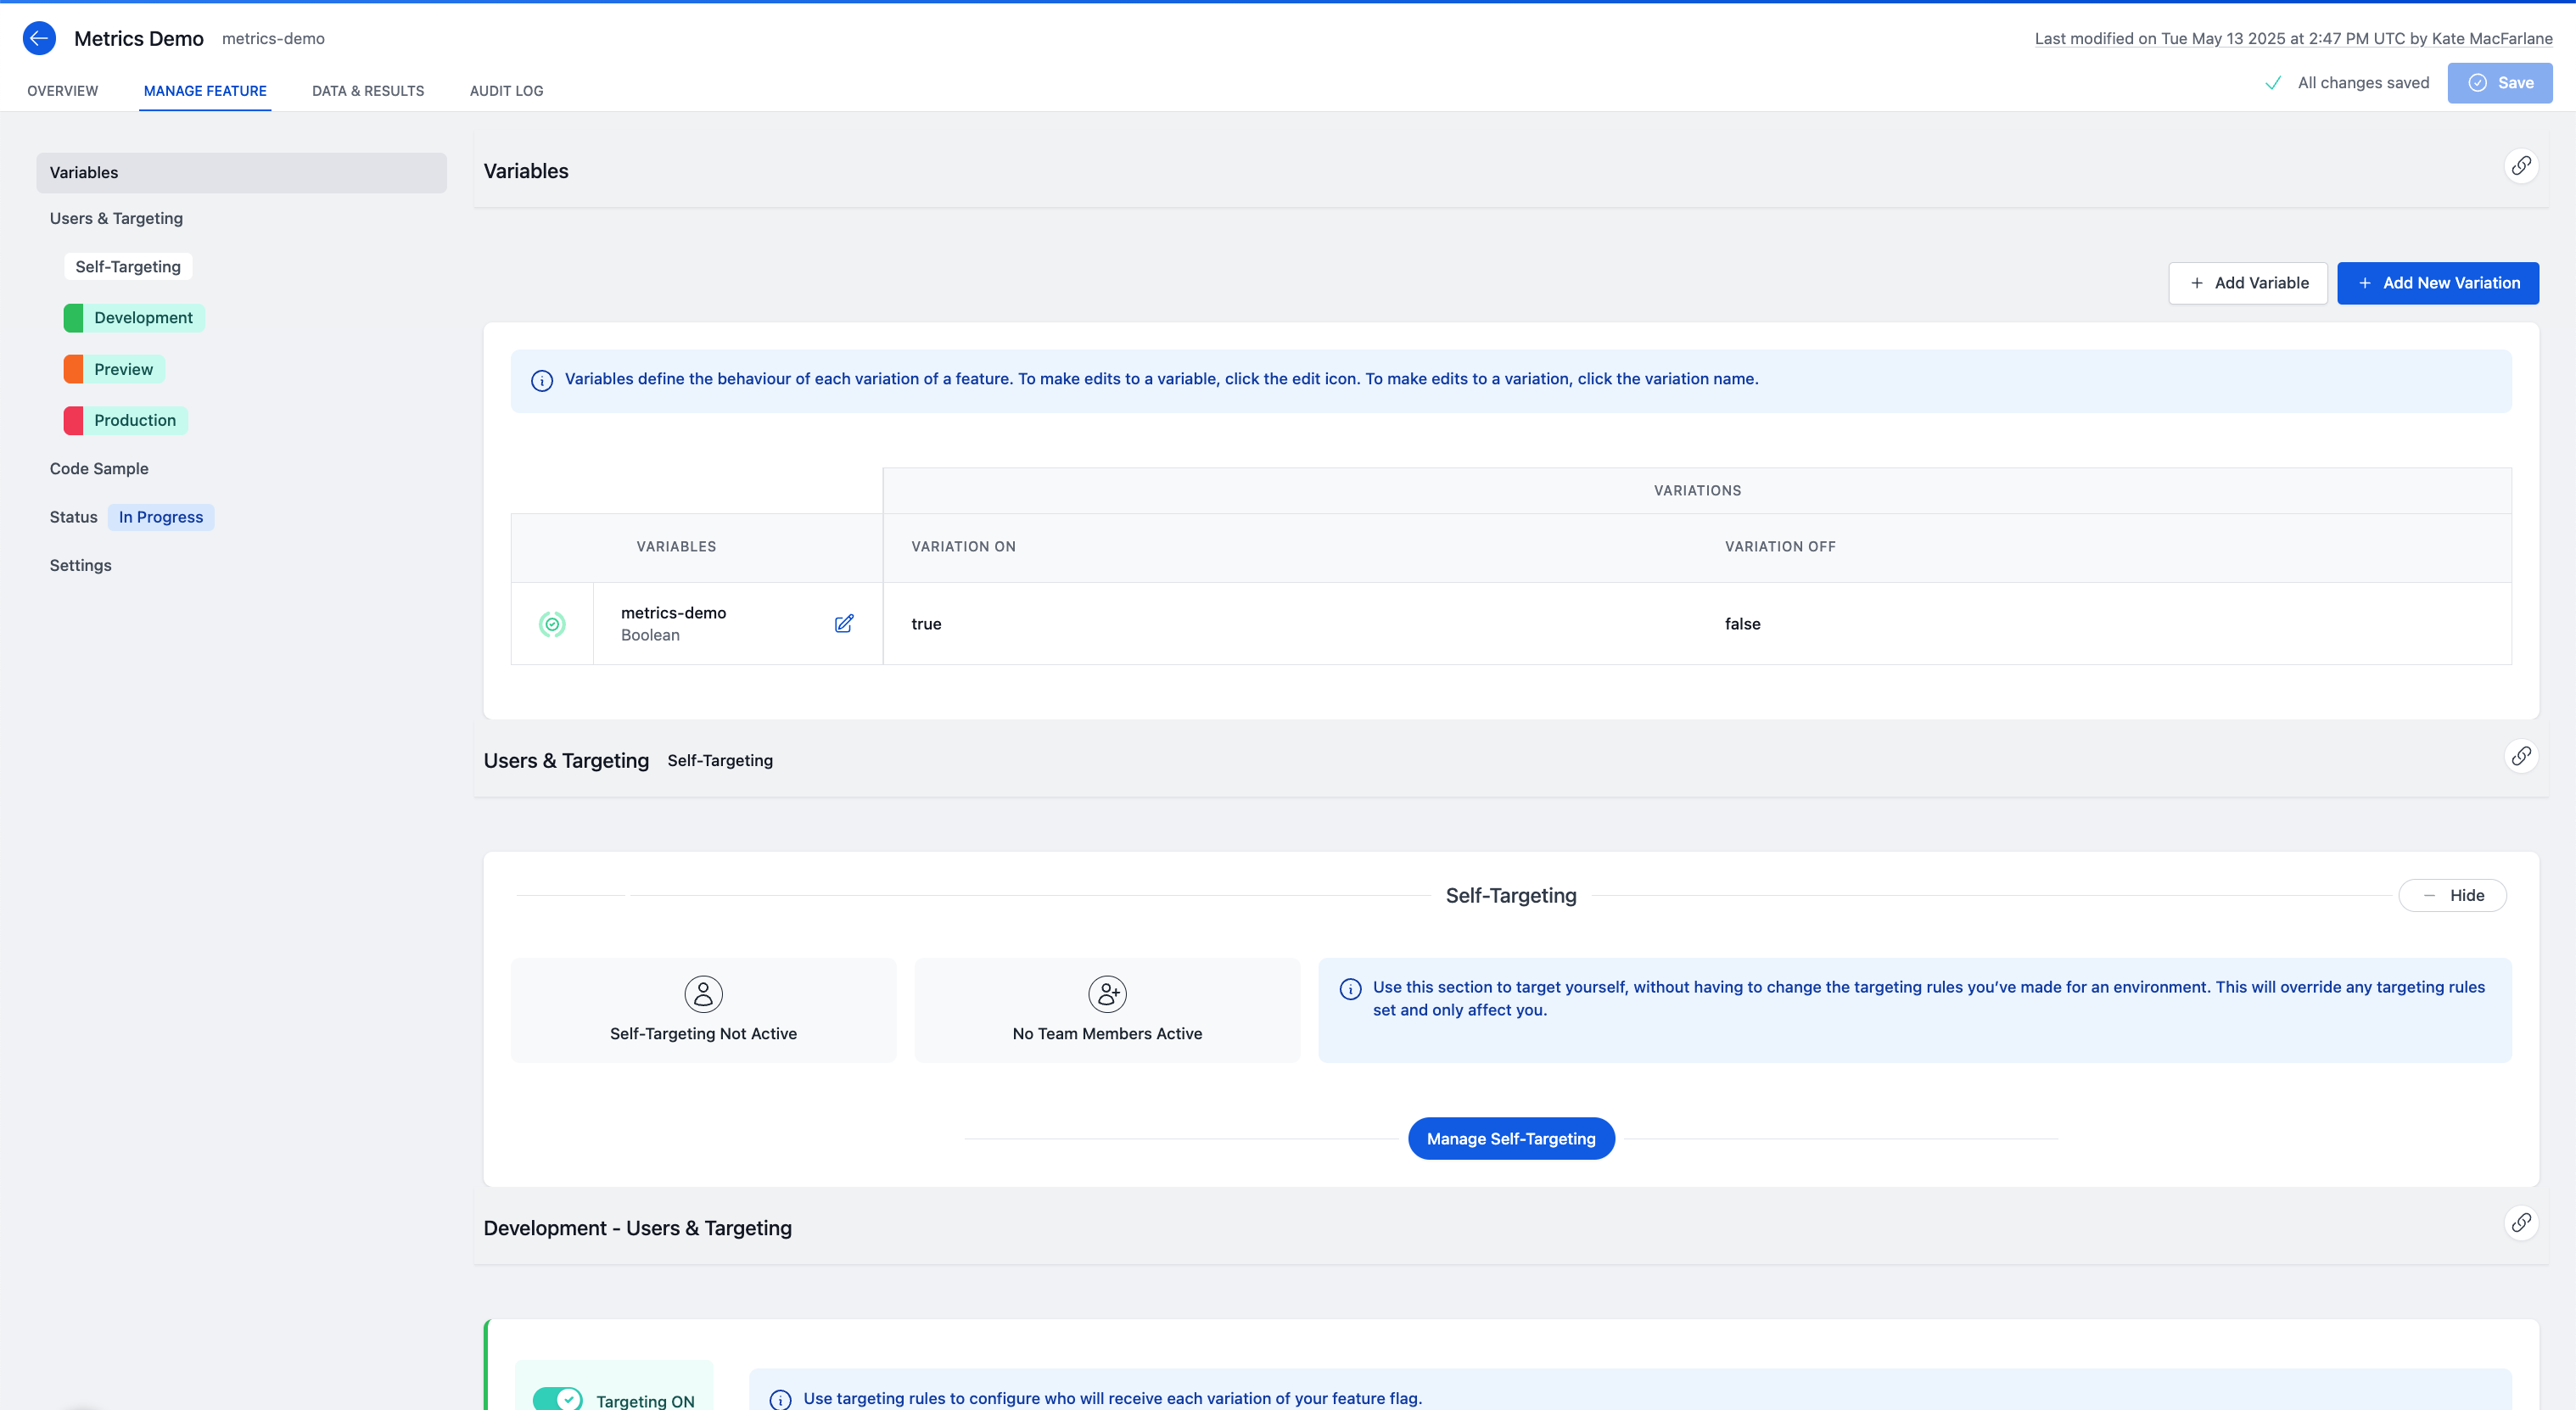 Metrics Demo metrics-demo
Last modified on Tue May 13 2025 at 2:47 PM UTC by Kate MacFarlane
OVERVIEW MANAGE FEATURE DATA & RESULTS AUDIT LOG
All changes saved Save
Variables
Users & Targeting
Self-Targeting
Development
Preview
Production
Code Sample
Status In Progress
Settings
Variables
Add Variable
Add New Variation
Variables define the behaviour of each variation of a feature. To make edits to a variable, click the edit icon. To make edits to a variation, click the variation name.
VARIATIONS
VARIABLES VARIATION ON VARIATION OFF
metrics-demo
Boolean
true false
Users & Targeting Self-Targeting
Self-Targeting
Hide
Self-Targeting Not Active
No Team Members Active
Use this section to target yourself, without having to change the targeting rules you’ve made for an environment. This will override any targeting rules
set and only affect you.
Manage Self-Targeting
Development - Users & Targeting
Targeting ON
Use targeting rules to configure who will receive each variation of your feature flag.